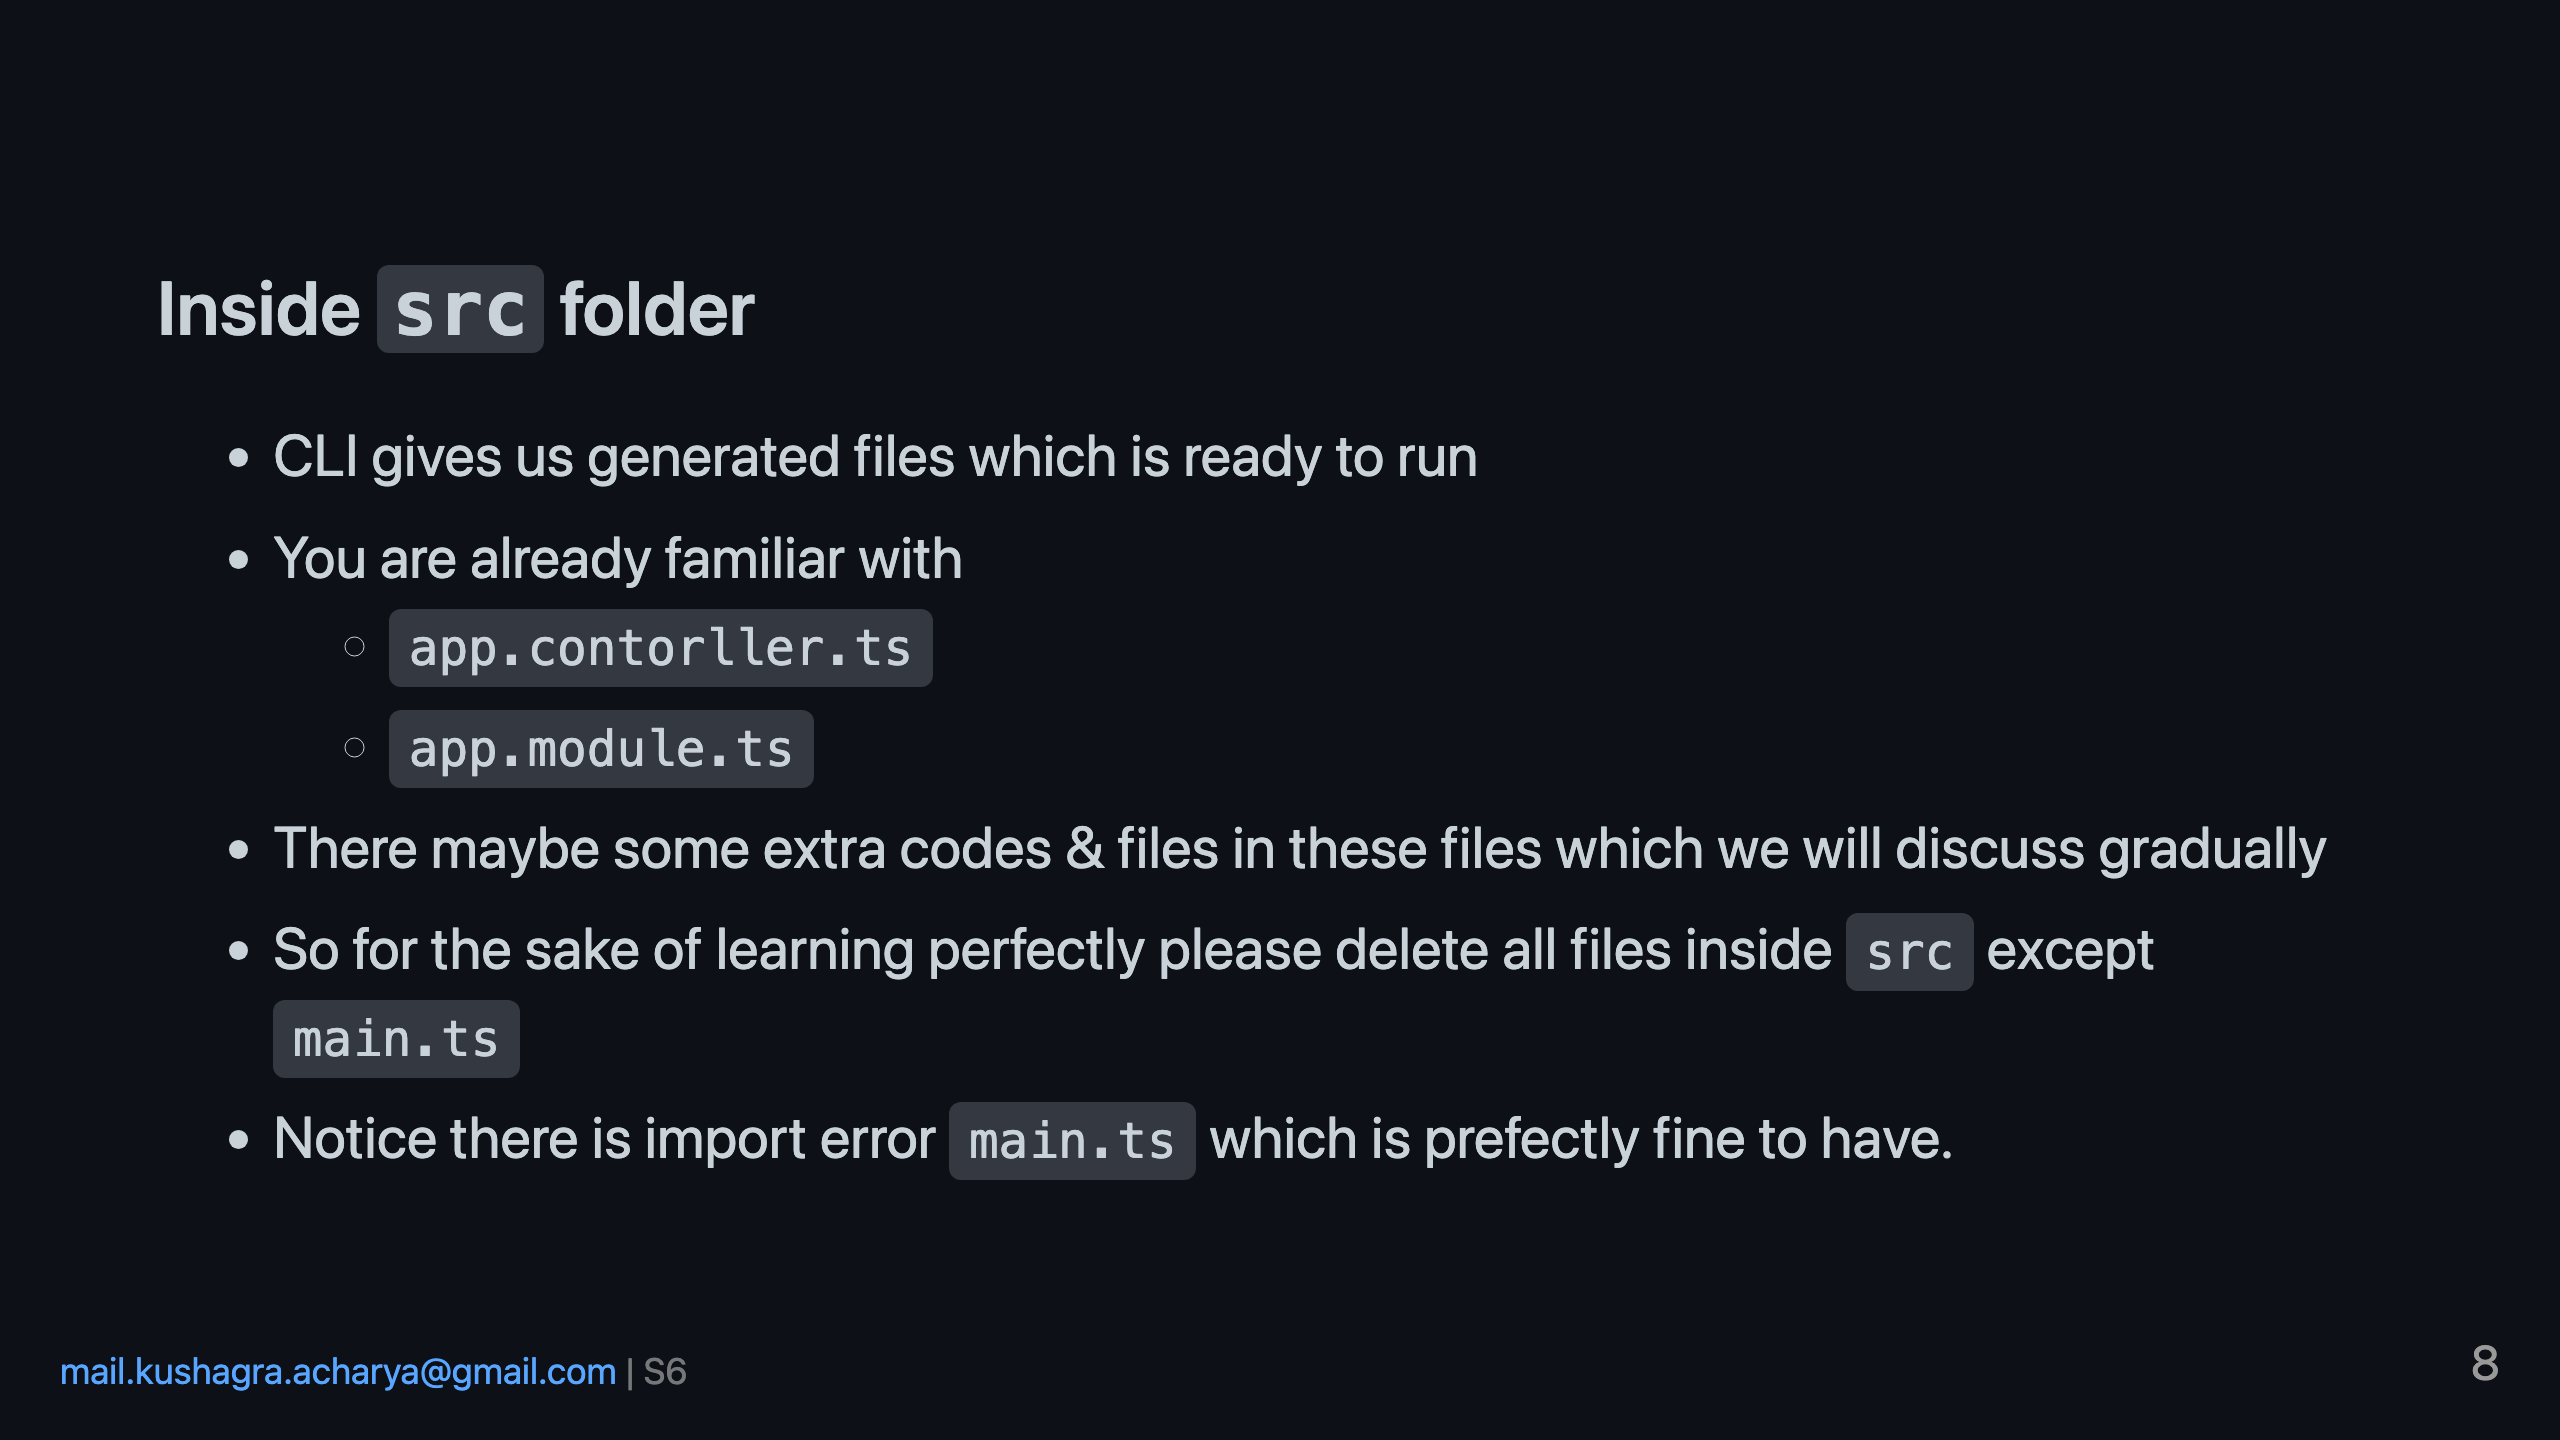 Inside src folder
• CLI gives us generated files which is ready to run
• You are already familiar with
○ app.contorller.ts
○ app.module.ts
• There maybe some extra codes & files in these files which we will discuss gradually
• So for the sake of learning perfectly please delete all files inside src except
main.ts
• Notice there is import error main.ts which is prefectly fine to have.
mail.kushagra.acharya@gmail.com | S6
8